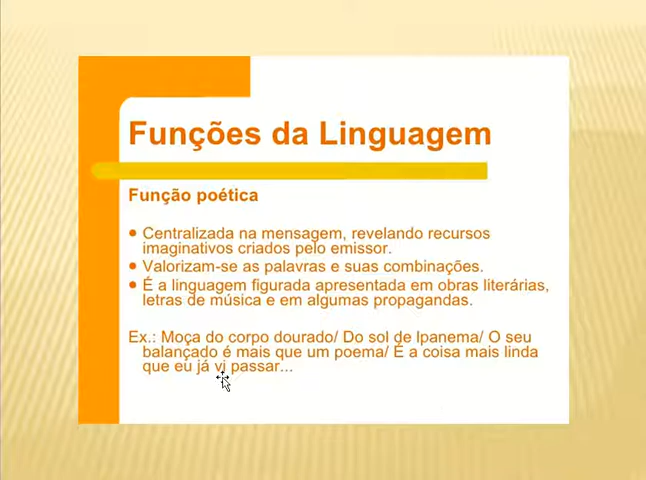 Funções da Linguagem
Função poética
• Centralizada na mensagem, revelando recursos
imaginativos criados pelo emissor.
• Valorizam-se as palavras e suas combinações.
• É a linguagem figurada apresentada em obras literárias,
letras de música e em algumas propagandas.
Ex.: Moça do corpo dourado/ Do sol de Ipanema/ O seu
balançado é mais que um poema/ É a coisa mais linda
que eu já vi passar...